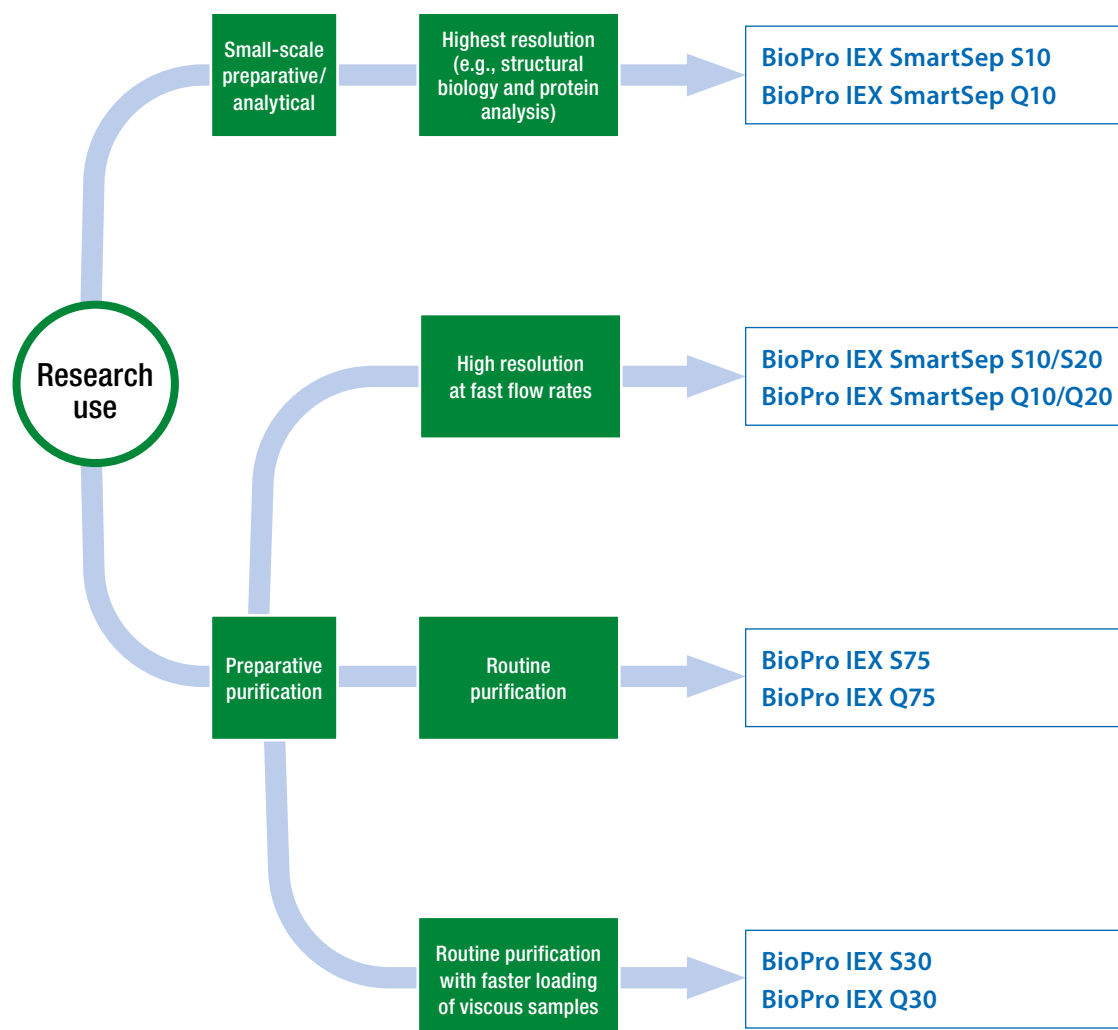 Small-scale
preparative/
analytical
Highest resolution
(e.g., structural
biology and protein
analysis)
BioPro IEX SmartSep S10
BioPro IEX SmartSep Q10
Research
use
High resolution
at fast flow rates
BioPro IEX SmartSep S10/S20
BioPro IEX SmartSep Q10/Q20
Preparative
purification
Routine
purification
BioPro IEX S75
BioPro IEX Q75
Routine purification
with faster loading
of viscous samples
BioPro IEX S30
BioPro IEX Q30